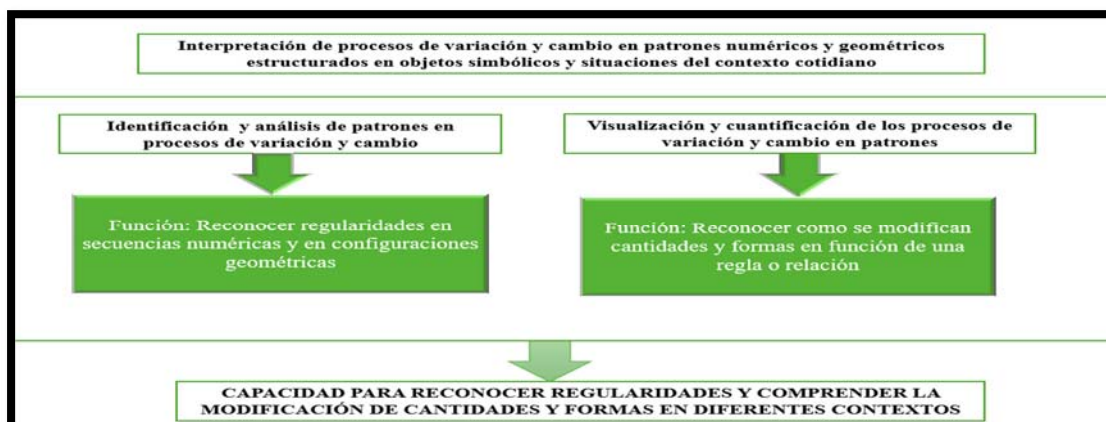 Interpretación de procesos de variación y cambio en patrones numéricos y geométricos
estructurados en objetos simbólicos y situaciones del contexto cotidiano
Identificación y análisis de patrones en
procesos de variación y cambio
Visualización y cuantificación de los procesos de
variación y cambio en patrones
Función: Reconocer regularidades en
secuencias numéricas y en configuraciones
geométricas
Función: Reconocer como se modifican
cantidades y formas en función de una
regla o relación
CAPACIDAD PARA RECONOCER REGULARIDADES Y COMPRENDER LA
MODIFICACIÓN DE CANTIDADES Y FORMAS EN DIFERENTES CONTEXTOS